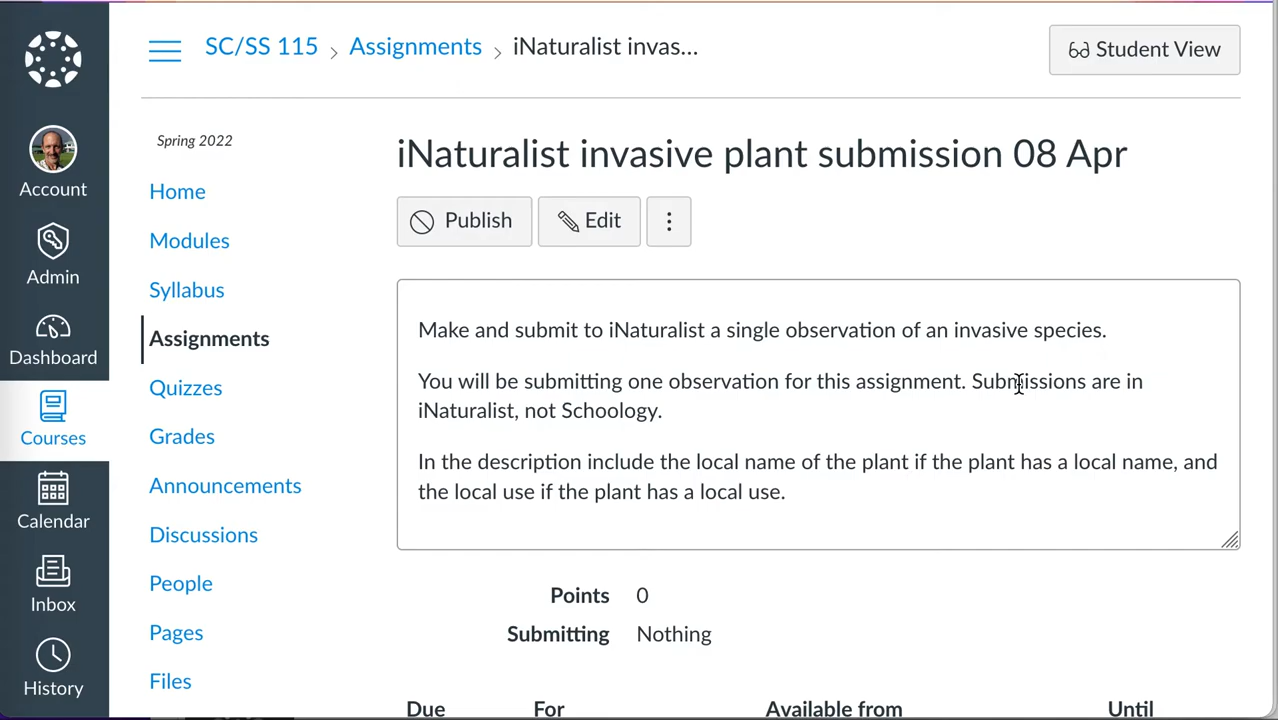 SC/SS 115 > Assignments > iNaturalist invas...
Student View
Account
Admin
Dashboard
Courses
Calendar
Inbox
History
Spring 2022
Home
Modules
Syllabus
Assignments
Quizzes
Grades
Announcements
Discussions
People
Pages
Files
iNaturalist invasive plant submission 08 Apr
Publish Edit
Make and submit to iNaturalist a single observation of an invasive species.
You will be submitting one observation for this assignment. Submissions are in
iNaturalist, not Schoology.
In the description include the local name of the plant if the plant has a local name, and
the local use if the plant has a local use.
Points 0
Submitting Nothing
Due For Available from Until